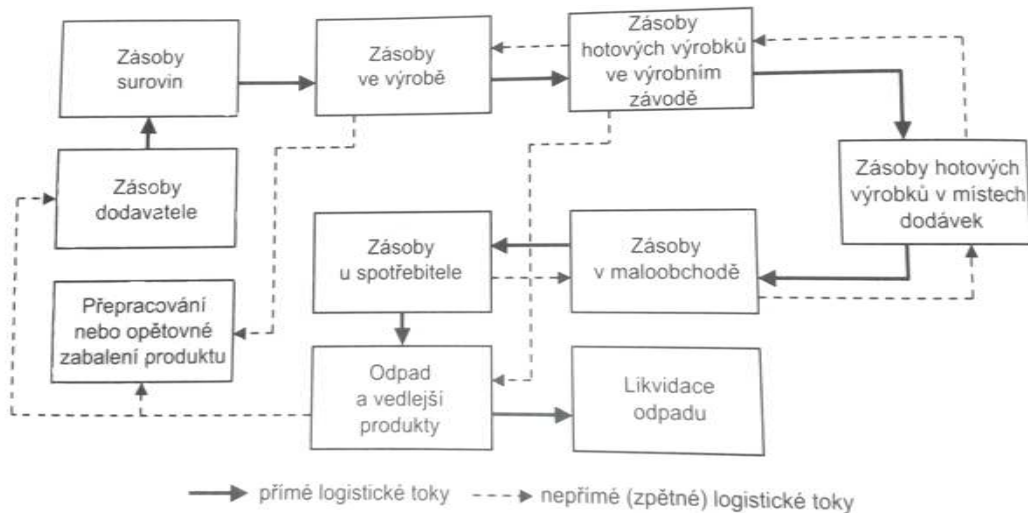 Zásoby
surovin
Zásoby
ve výrobě
Zásoby
hotových výrobků
ve výrobním
závodě
Zásoby
dodavatele
Zásoby hotových
výrobků v místech
dodávek
Zásoby
u spotřebitele
Zásoby
v maloobchodě
Přepracování
nebo opětovné
zabalení produktu
Odpad
a vedlejší
produkty
Likvidace
odpadu
přímé logistické toky
nepřímé (zpětné) logistické toky